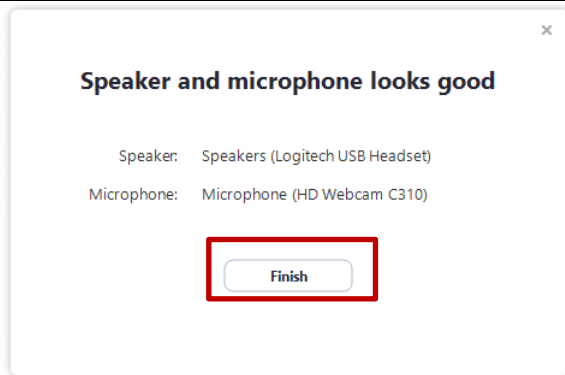 Speaker and microphone looks good
Speaker: Speakers (Logitech USB Headset)
Microphone: Microphone (HD Webcam C310)
Finish